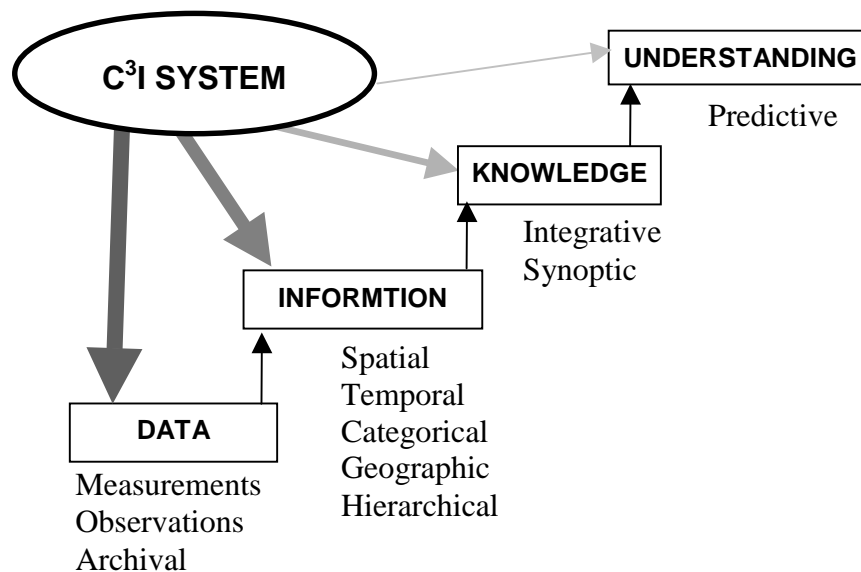 C³I SYSTEM
UNDERSTANDING
Predictive
KNOWLEDGE
Integrative
Synoptic
INFORMTION
Spatial
Temporal
Categorical
Geographic
Hierarchical
DATA
Measurements
Observations
Archival